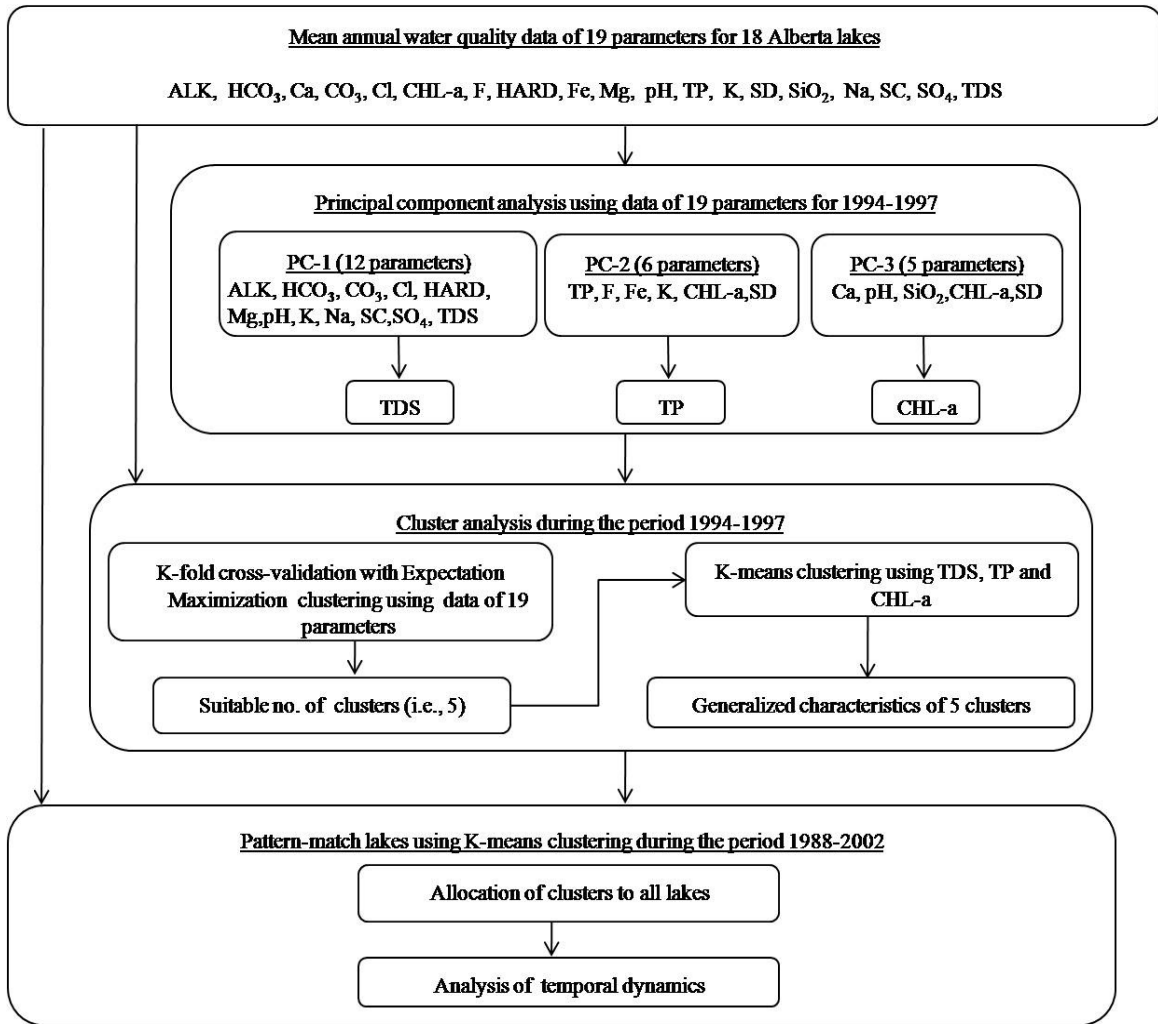 Mean annual water quality data of 19 parameters for 18 Alberta lakes
ALK, HCO₃, Ca, CO₃, Cl, CHL-a, F, HARD, Fe, Mg, pH, TP, K, SD, SiO₂, Na, SC, SO₄, TDS
Principal component analysis using data of 19 parameters for 1994-1997
PC-1 (12 parameters)
ALK, HCO₃, CO₃, Cl, HARD,
Mg,pH, K, Na, SC,SO₄, TDS
PC-2 (6 parameters)
TP, F, Fe, K, CHL-a,SD
PC-3 (5 parameters)
Ca, pH, SiO₂,CHL-a,SD
TDS
TP
CHL-a
Cluster analysis during the period 1994-1997
K-fold cross-validation with Expectation
Maximization clustering using data of 19
parameters
K-means clustering using TDS, TP and
CHL-a
Suitable no. of clusters (i.e., 5)
Generalized characteristics of 5 clusters
Pattern-match lakes using K-means clustering during the period 1988-2002
Allocation of clusters to all lakes
Analysis of temporal dynamics